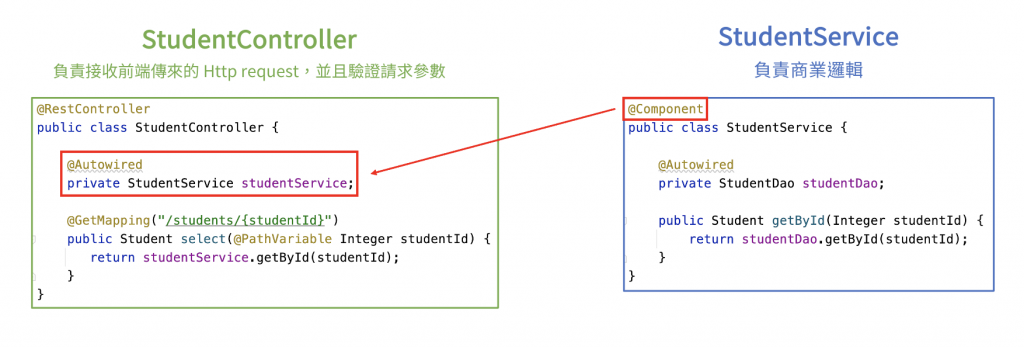 StudentController
負責接收前端傳來的 Http request，並且驗證請求參數
@RestController
public class StudentController {
@Autowired
private StudentService studentService;
@GetMapping("/students/{studentId}")
public Student select(@PathVariable Integer studentId) {
return studentService.getById(studentId);
}
}
StudentService
負責商業邏輯
@Component
public class StudentService {
@Autowired
private StudentDao studentDao;
public Student getById(Integer studentId) {
return studentDao.getById(studentId);
}
}